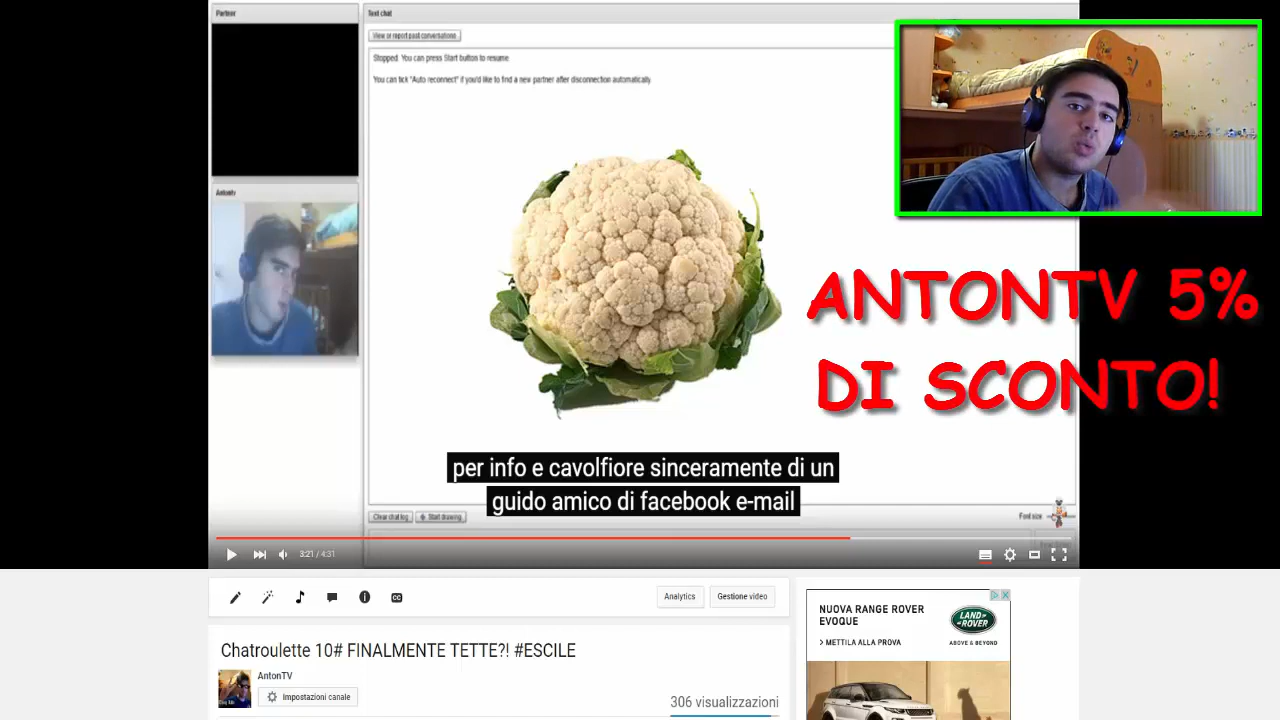 Partner
Text chat
View or report past conversations
Stopped. You can press Start button to resume
You can tick "Auto reconnect" if you'd like to find a new partner after disconnection automatically
Antontv
ANTONTV 5%
DI SCONTO!
per info e cavolfiore sinceramente di un
guido amico di facebook e-mail
Clear chat log
Start drawing
Font size
3:21 / 4:31
Analytics
Gestione video
Chatroulette 10# FINALMENTE TETTE?! #ESCILE
AntonTV
Impostazioni canale
306 visualizzazioni
NUOVA RANGE ROVER
EVOQUE
> METTILA ALLA PROVA
LAND
ROVER
ABOVE & BEYOND